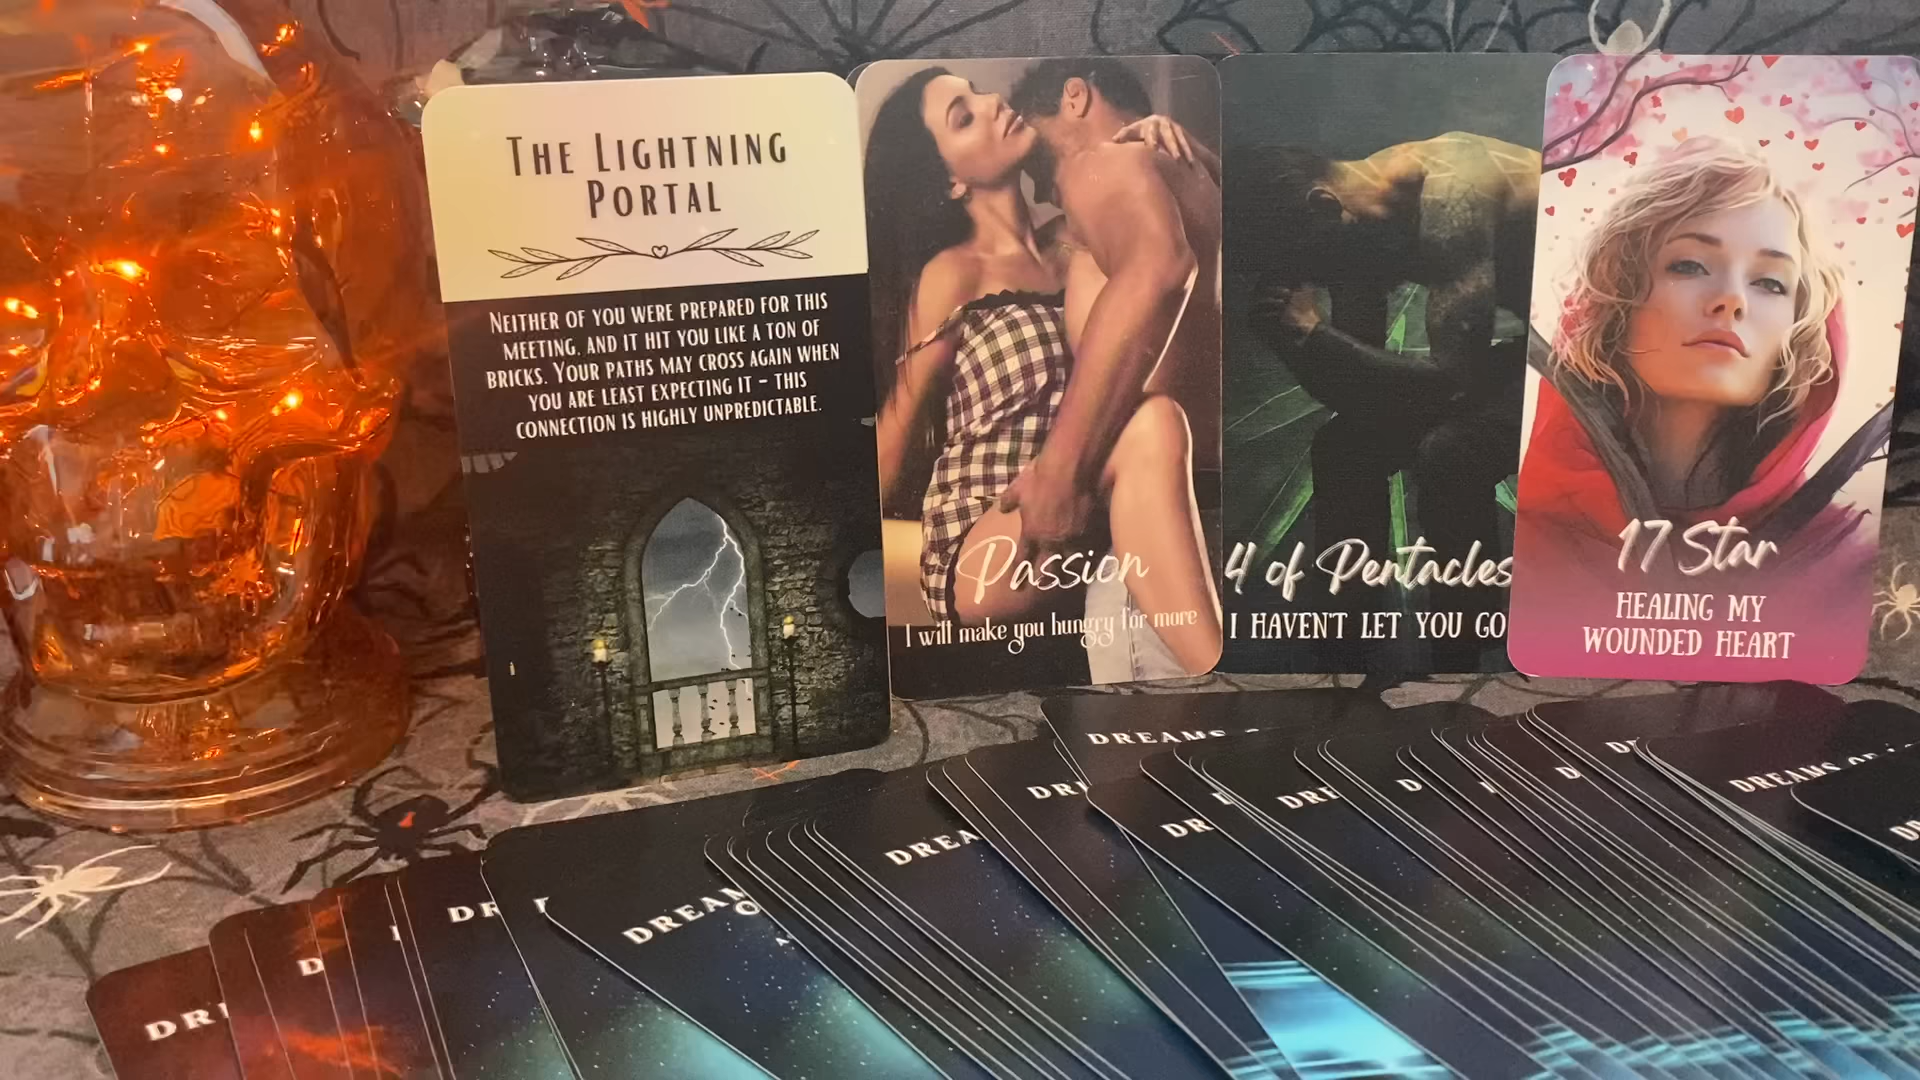 THE LIGHTNING
PORTAL
NEITHER OF YOU WERE PREPARED FOR THIS
MEETING, AND IT HIT YOU LIKE A TON OF
BRICKS. YOUR PATHS MAY CROSS AGAIN WHEN
YOU ARE LEAST EXPECTING IT - THIS
CONNECTION IS HIGHLY UNPREDICTABLE.
Passion
I will make you hungry for more
4 of Pentacles
I HAVEN'T LET YOU GO
17 Star
HEALING MY
WOUNDED HEART
DREAMS
DREAMS